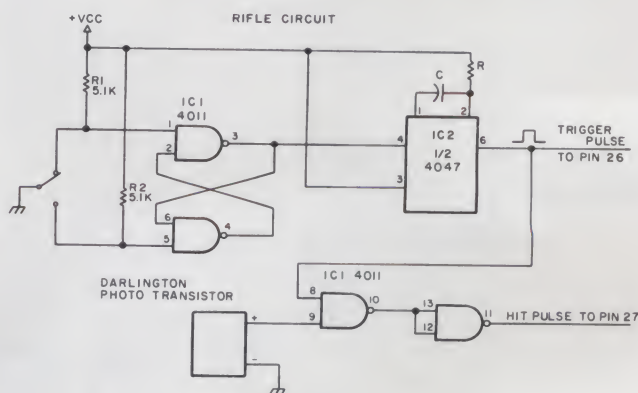 RIFLE CIRCUIT
+VCC
R1
5.1K
R
C
IC1
4011
1
2
3
1
2
4
3
6
IC2
1/2
4047
TRIGGER
PULSE
TO PIN 26
R2
5.1K
6
5
4
IC1 4011
DARLINGTON
PHOTO TRANSISTOR
+
-
8
9
10
13
12
11
HIT PULSE TO PIN 27